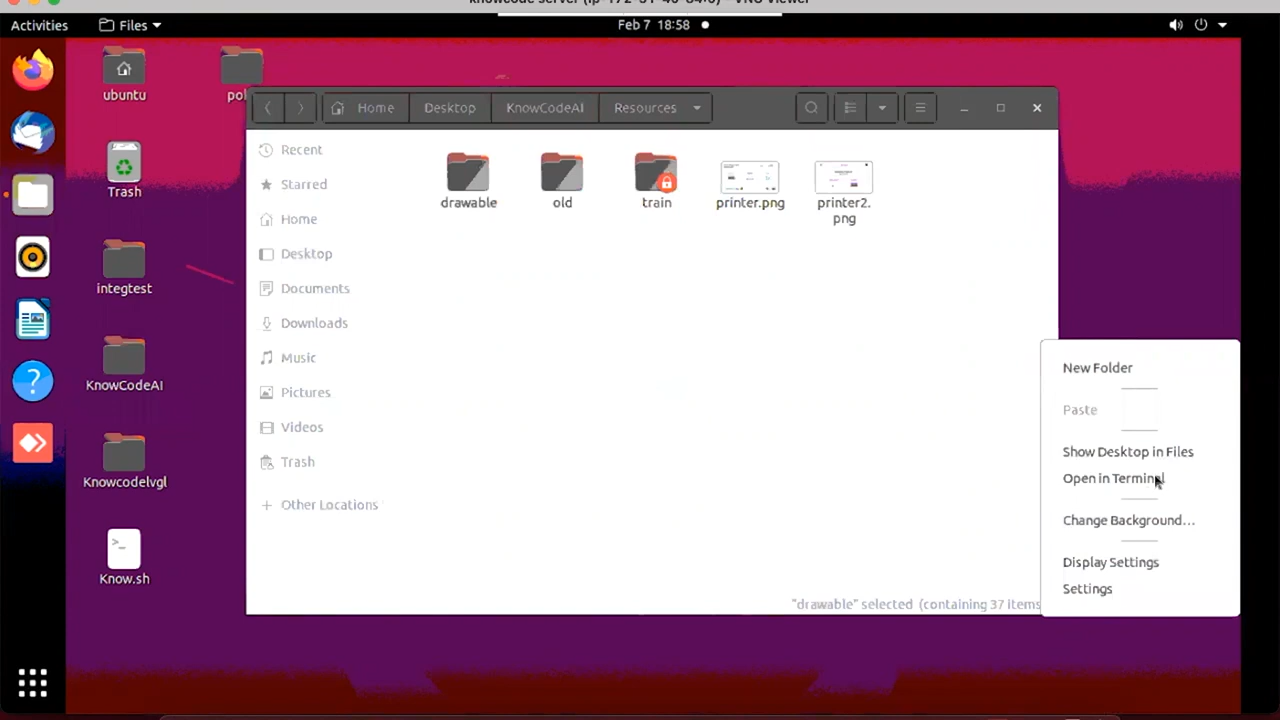 Activities
Files
Feb 7 18:58
ubuntu
Trash
integtest
KnowCodeAI
Knowcodelvgl
Know.sh
Home
Desktop
KnowCodeAI
Resources
Recent
Starred
Home
Desktop
Documents
Downloads
Music
Pictures
Videos
Trash
Other Locations
drawable
old
train
printer.png
printer2.
png
"drawable" selected (containing 37 items
New Folder
Paste
Show Desktop in Files
Open in Terminal
Change Background...
Display Settings
Settings